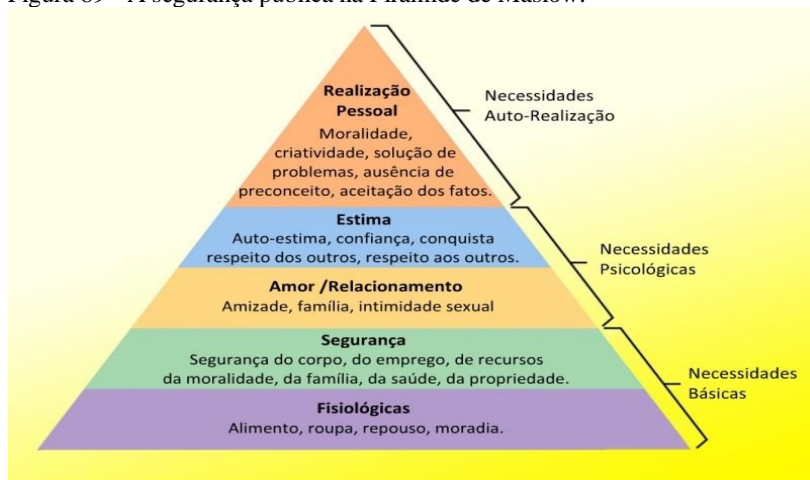 Figura 89 - A segurança pública na Pirâmide de Maslow.
Realização
Pessoal
Moralidade,
criatividade, solução de
problemas, ausência de
preconceito, aceitação dos fatos.
Necessidades
Auto-Realização
Estima
Auto-estima, confiança, conquista
respeito dos outros, respeito aos outros.
Necessidades
Psicológicas
Amor /Relacionamento
Amizade, família, intimidade sexual
Segurança
Segurança do corpo, do emprego, de recursos
da moralidade, da família, da saúde, da propriedade.
Necessidades
Básicas
Fisiológicas
Alimento, roupa, repouso, moradia.